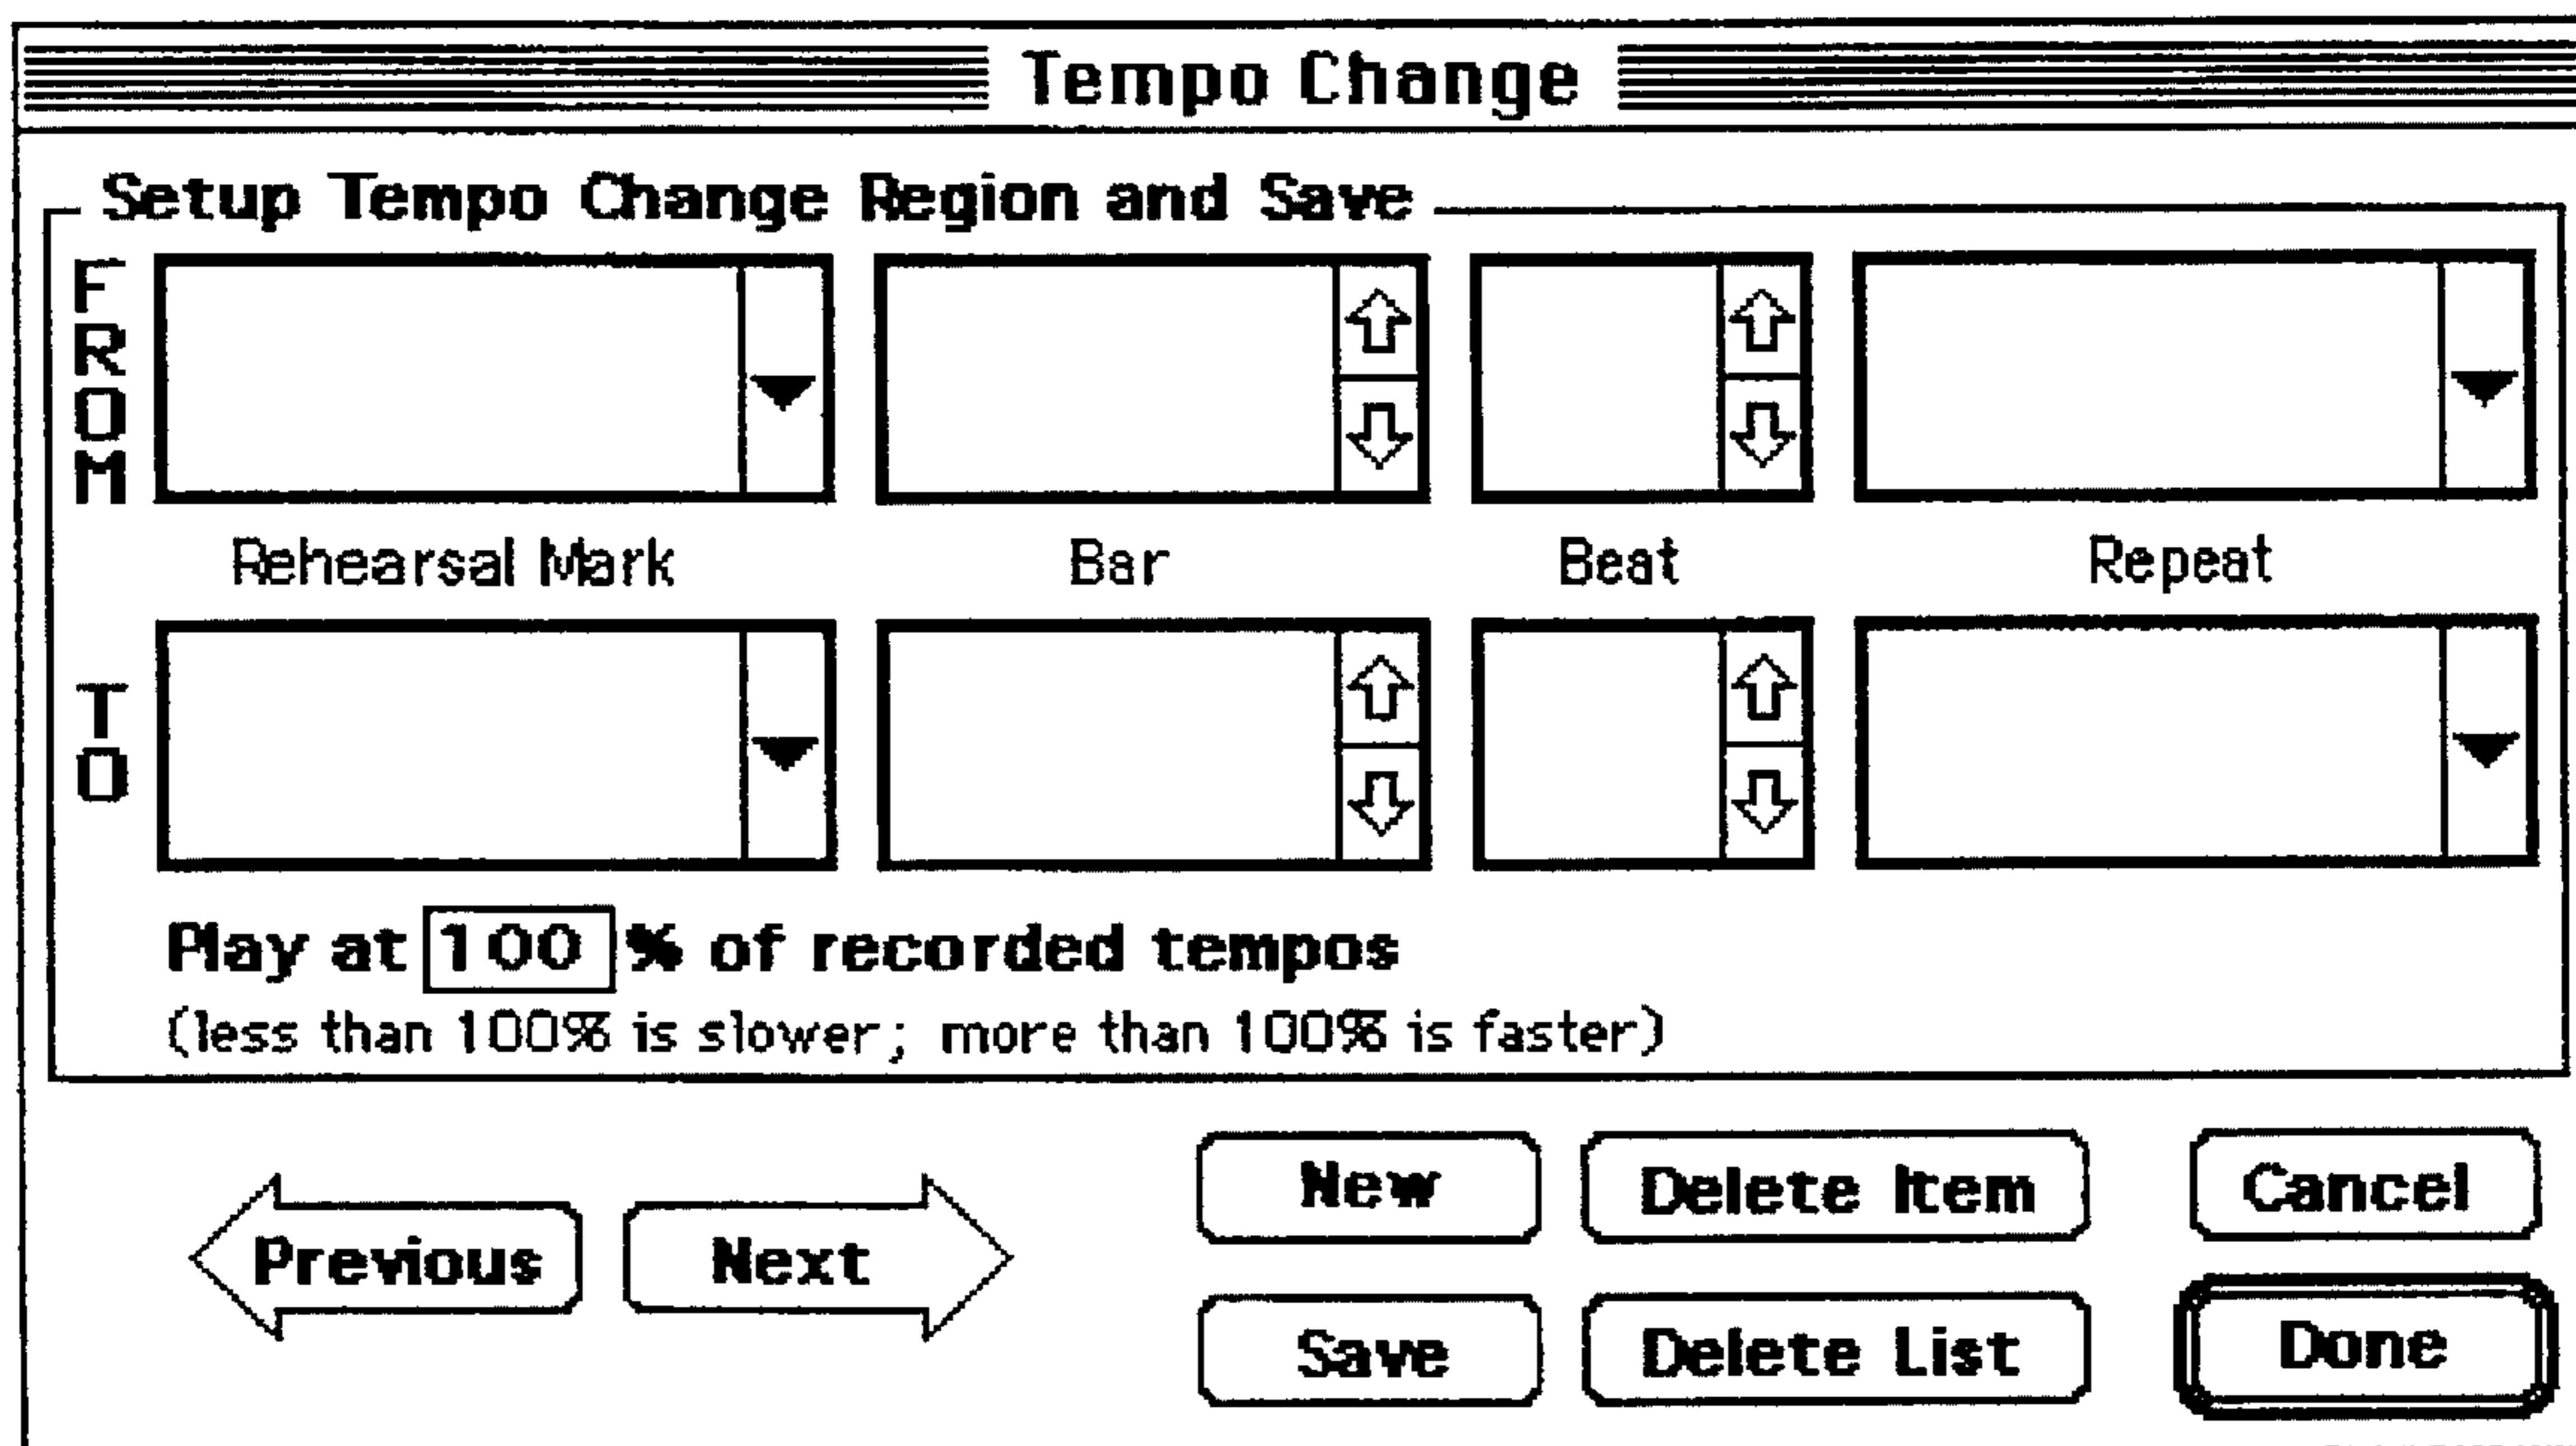 Tempo Change
Setup Tempo Change Region and Save
FROM
Rehearsal Mark Bar Beat Repeat
TO
Play at 100 % of recorded tempos
(less than 100% is slower; more than 100% is faster)
New Delete Item Cancel
Previous Next
Save Delete List Done